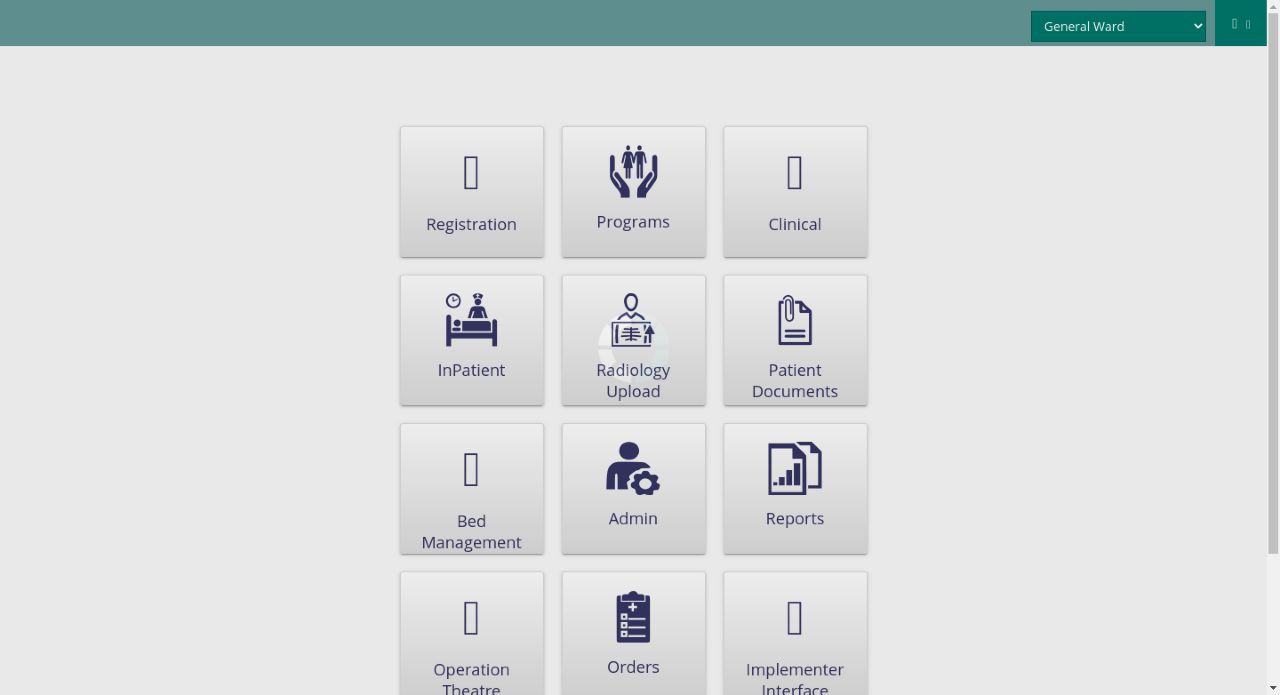 General Ward
Registration
Programs
Clinical
InPatient
Radiology
Upload
Patient
Documents
Bed
Management
Admin
Reports
Operation
Theatre
Orders
Implementer
Interface